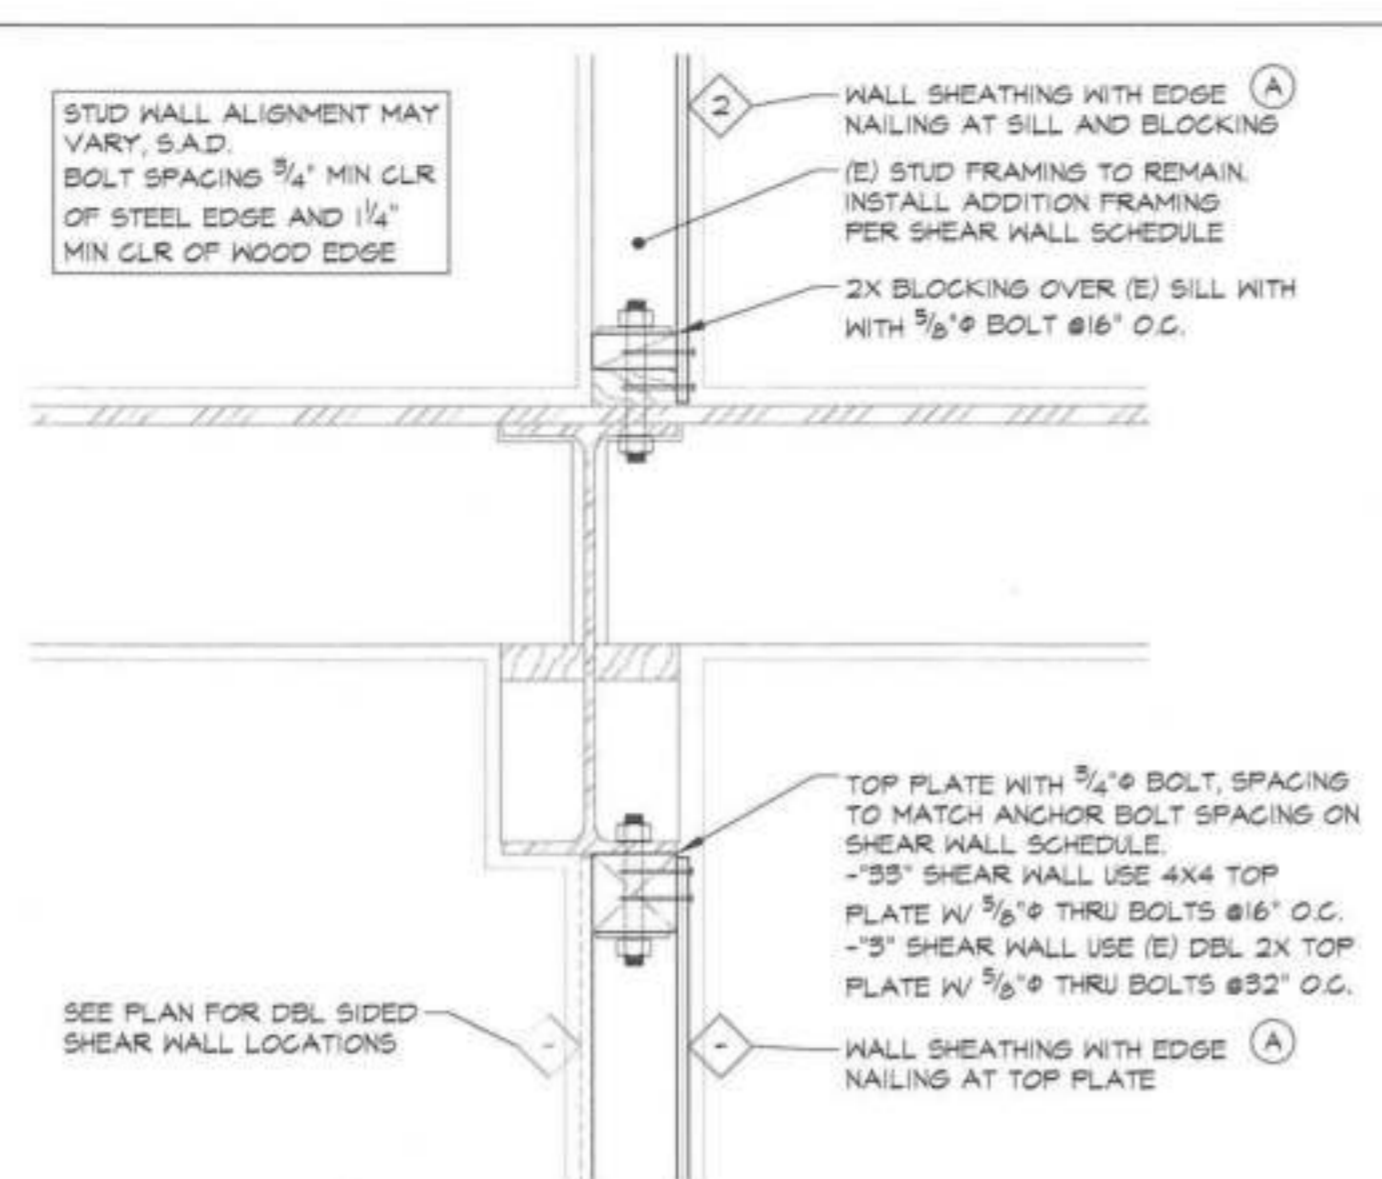 STUD WALL ALIGNMENT MAY
VARY, S.A.D.
BOLT SPACING 3/4" MIN CLR
OF STEEL EDGE AND 1 1/4"
MIN CLR OF WOOD EDGE
2
WALL SHEATHING WITH EDGE A
NAILING AT SILL AND BLOCKING
(E) STUD FRAMING TO REMAIN.
INSTALL ADDITION FRAMING
PER SHEAR WALL SCHEDULE
2X BLOCKING OVER (E) SILL WITH
WITH 5/8"Φ BOLT @16" O.C.
TOP PLATE WITH 3/4"Φ BOLT, SPACING
TO MATCH ANCHOR BOLT SPACING ON
SHEAR WALL SCHEDULE.
-"33" SHEAR WALL USE 4X4 TOP
PLATE W/ 5/8"Φ THRU BOLTS @16" O.C.
-"3" SHEAR WALL USE (E) DBL 2X TOP
PLATE W/ 5/8"Φ THRU BOLTS @32" O.C.
SEE PLAN FOR DBL SIDED
SHEAR WALL LOCATIONS
-
-
WALL SHEATHING WITH EDGE A
NAILING AT TOP PLATE